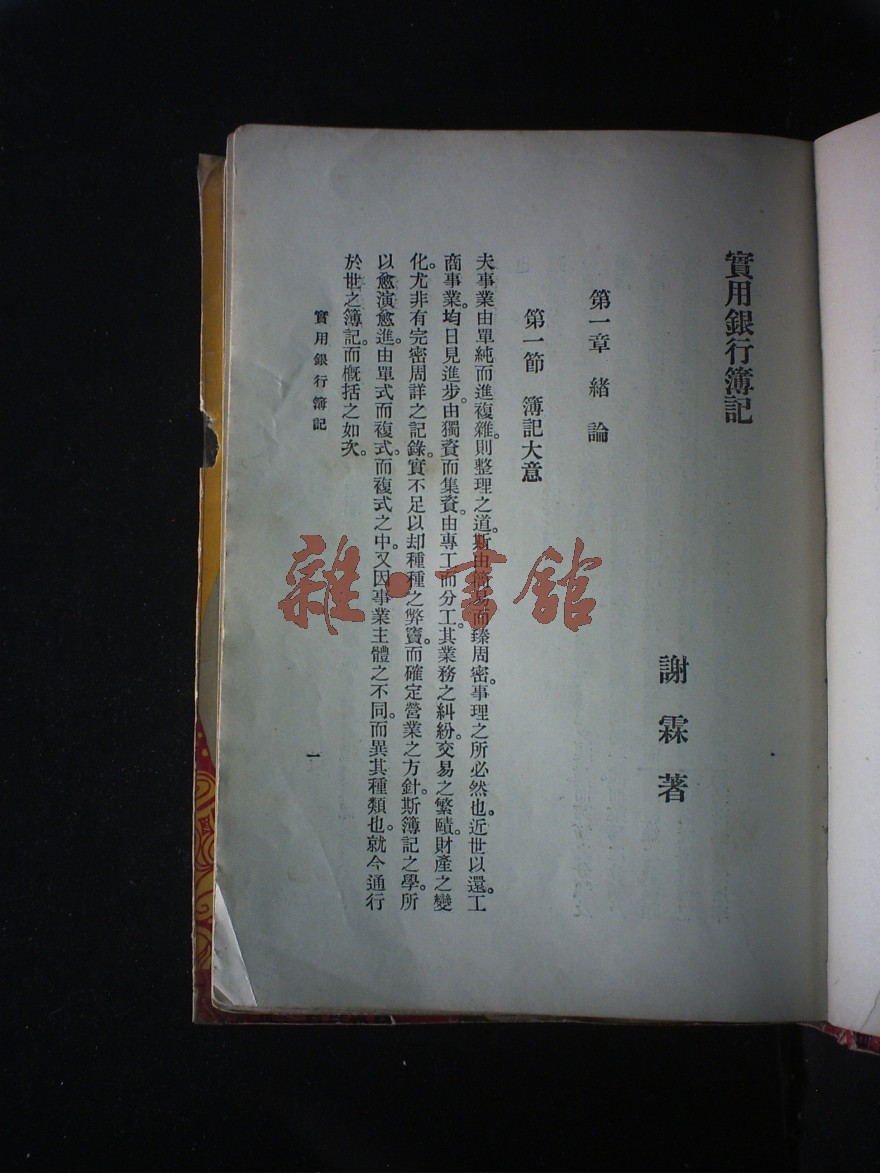 實用銀行簿記
謝霖著
第一章 緒論
第一節 簿記大意
夫事業由單純而進複雜。則整理之道。斯由簡易而臻周密。事理之所必然也。近世以還。工
商事業。均日見進步。由獨資而集資。由專工而分工。其業務之糾紛。交易之繁賾。財產之變
化。尤非有完密周詳之記錄。實不足以却種種之弊竇。而確定營業之方針。斯簿記之學。所
以愈演愈進。由單式而複式。而複式之中。又因事業主體之不同。而異其種類也。就今通行
於世之簿記。而概括之如次。
實用銀行簿記
一
雜·書館